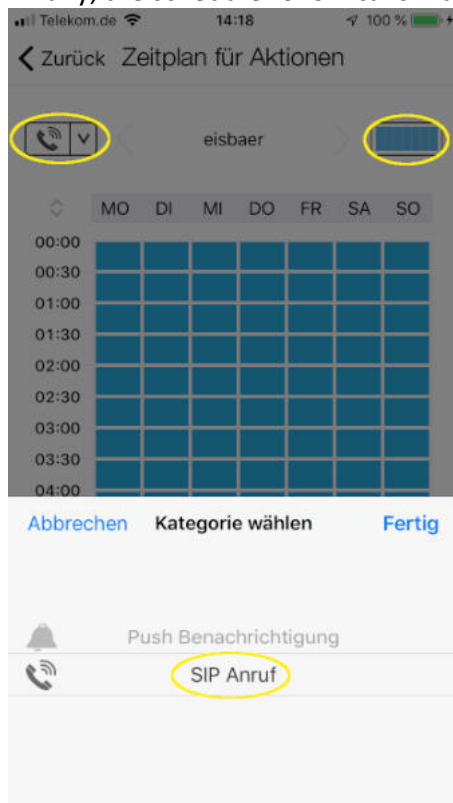 Telekom.de 14:18 100 %
Zurück Zeitplan für Aktionen
eisbaer
MO DI MI DO FR SA SO
00:00
00:30
01:00
01:30
02:00
02:30
03:00
03:30
04:00
Abbrechen Kategorie wählen Fertig
Push Benachrichtigung
SIP Anruf